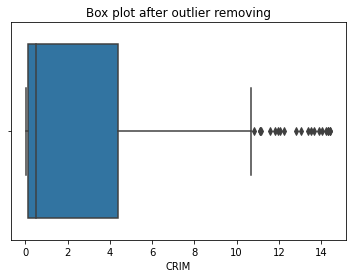 Box plot after outlier removing
0 2 4 6 8 10 12 14
CRIM